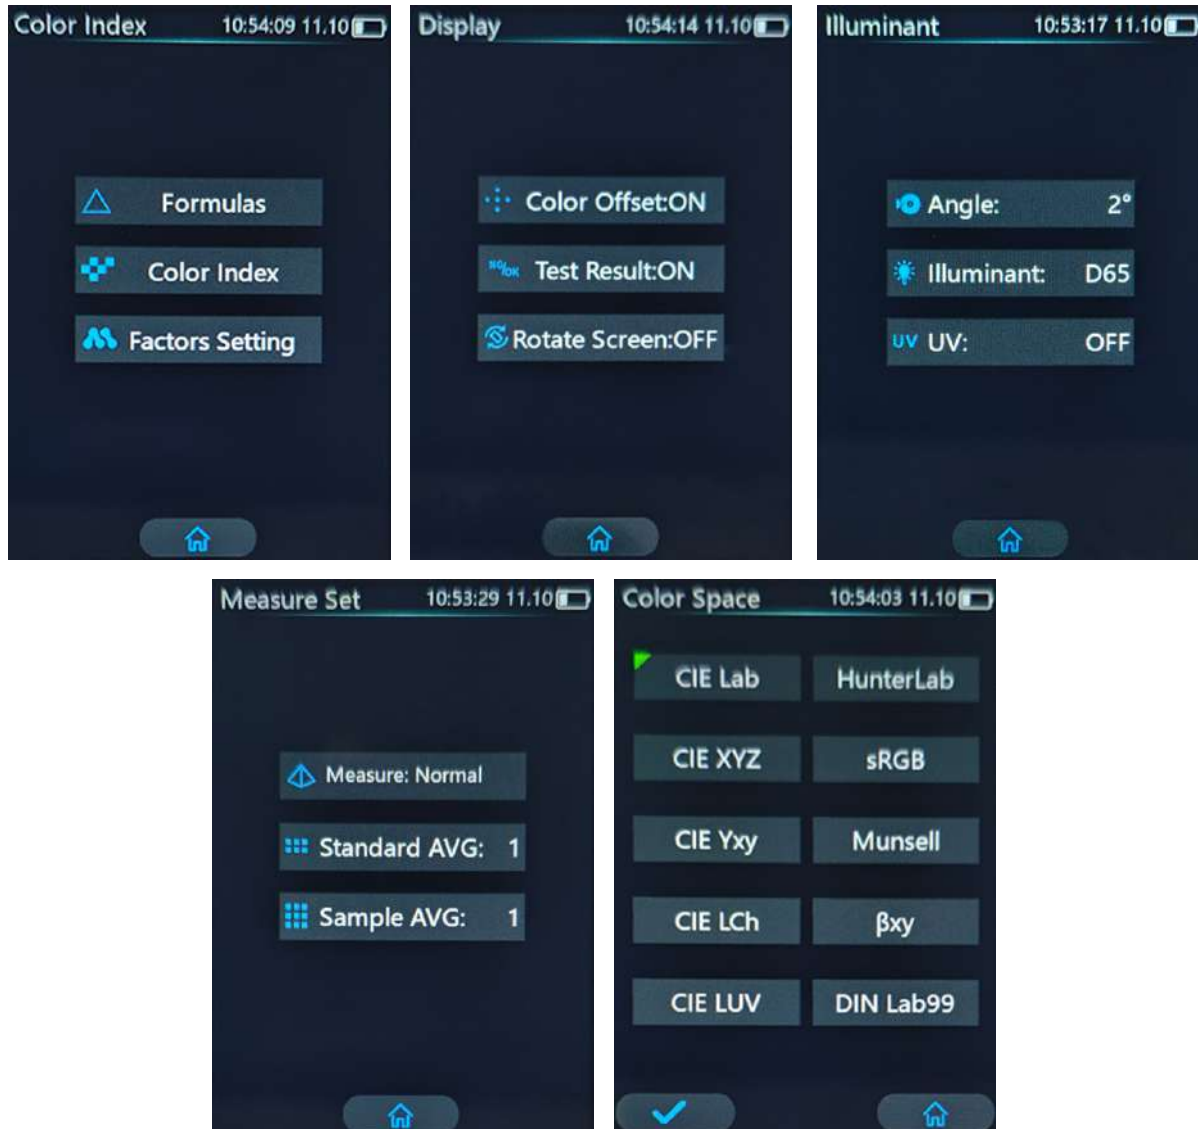 Color Index 10:54:09 11.10
Formulas
Color Index
Factors Setting
Display 10:54:14 11.10
Color Offset:ON
NG/OK Test Result:ON
Rotate Screen:OFF
Illuminant 10:53:17 11.10
Angle: 2°
Illuminant: D65
UV UV: OFF
Measure Set 10:53:29 11.10
Measure: Normal
Standard AVG: 1
Sample AVG: 1
Color Space 10:54:03 11.10
CIE Lab HunterLab
CIE XYZ sRGB
CIE Yxy Munsell
CIE LCh βxy
CIE LUV DIN Lab99